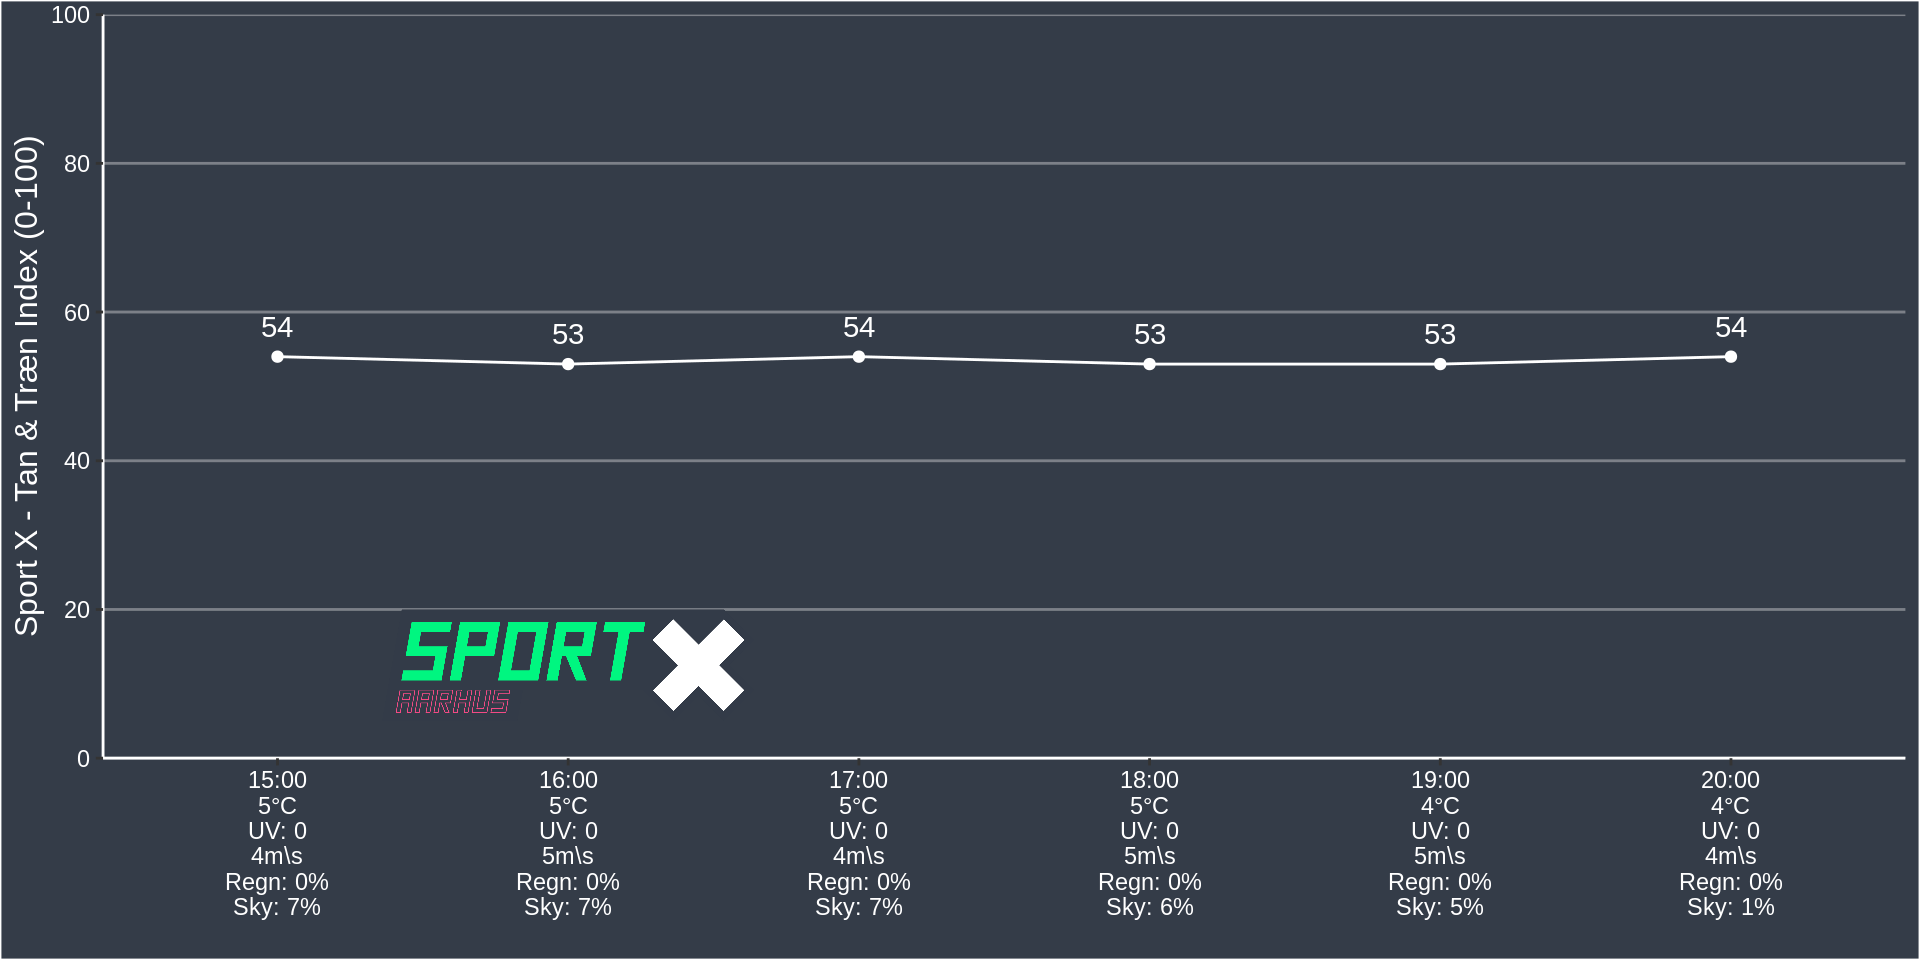 Sport X - Tan & Træn Index (0-100)
100
80
60
40
20
0
54
53
54
53
53
54
SPORT X
AARHUS
15:00
5°C
UV: 0
4m\s
Regn: 0%
Sky: 7%
16:00
5°C
UV: 0
5m\s
Regn: 0%
Sky: 7%
17:00
5°C
UV: 0
4m\s
Regn: 0%
Sky: 7%
18:00
5°C
UV: 0
5m\s
Regn: 0%
Sky: 6%
19:00
4°C
UV: 0
5m\s
Regn: 0%
Sky: 5%
20:00
4°C
UV: 0
4m\s
Regn: 0%
Sky: 1%